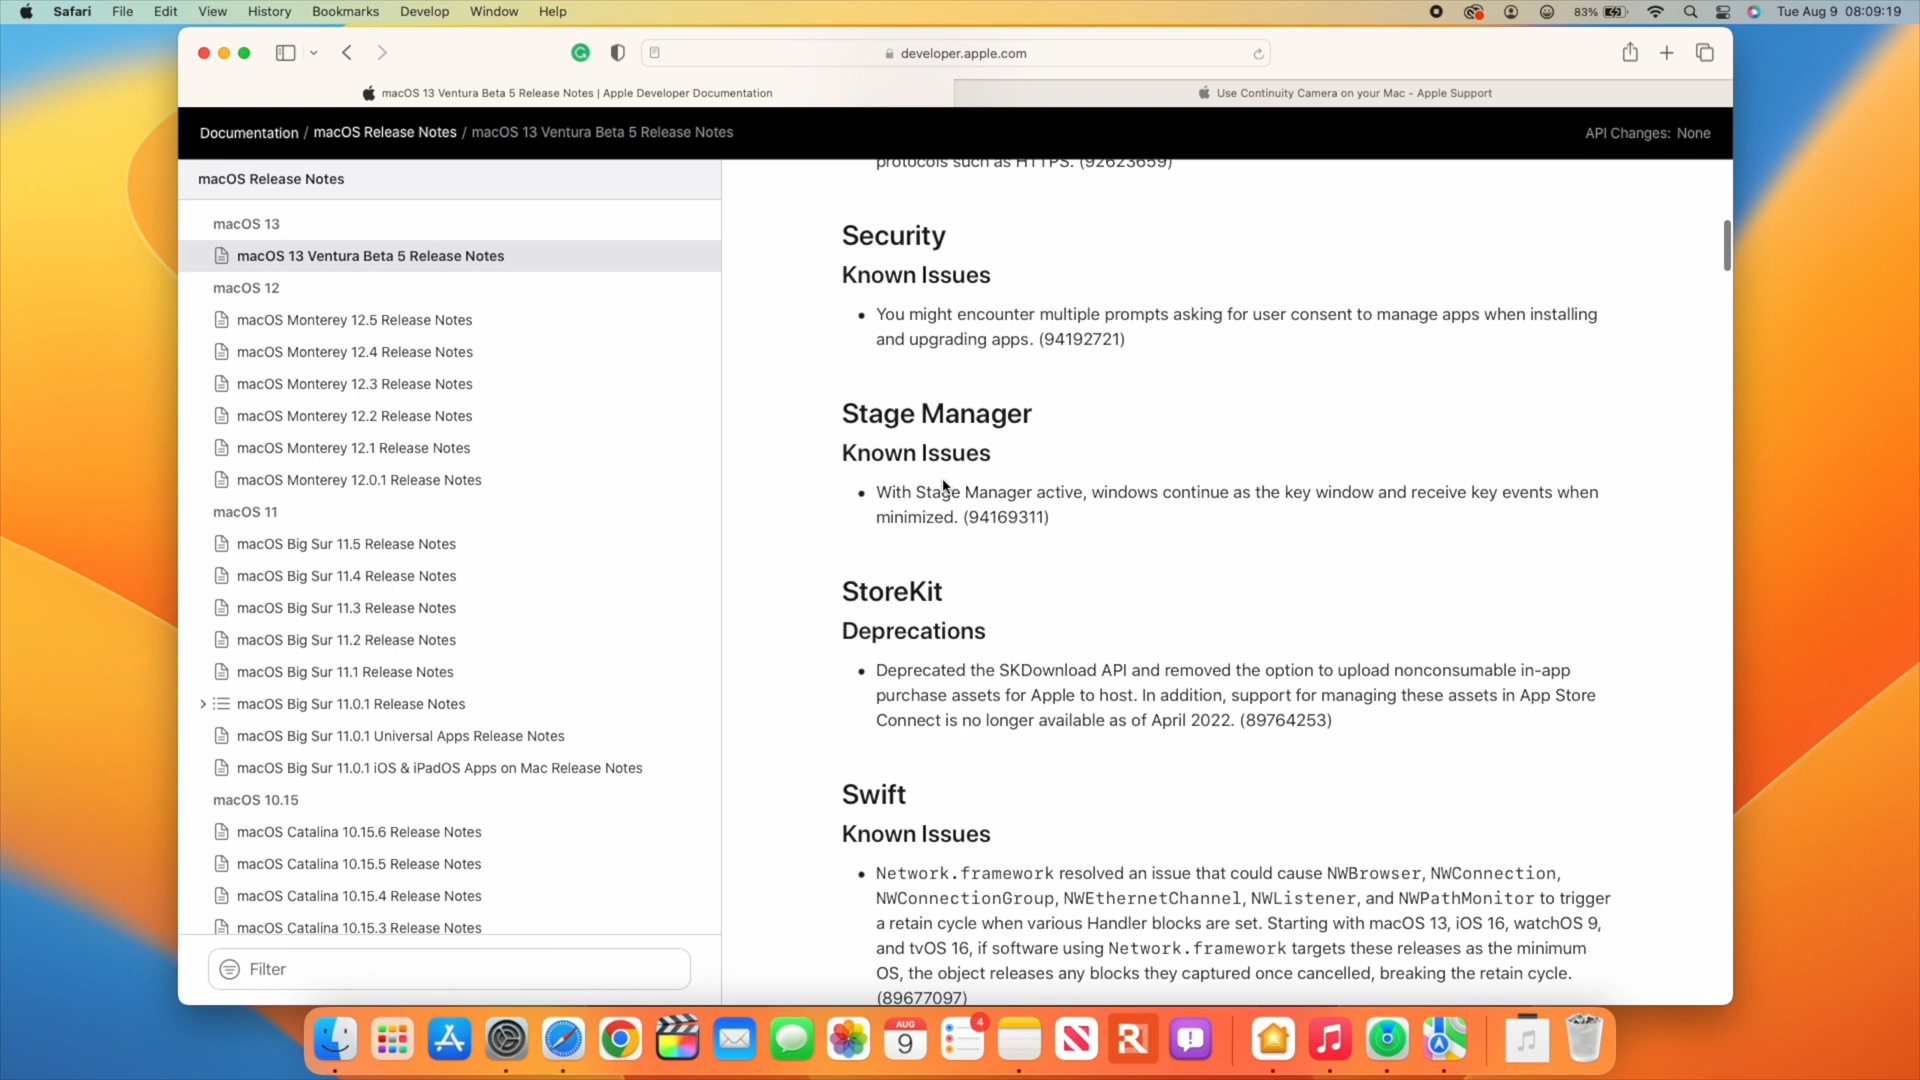 Safari File Edit View History Bookmarks Develop Window Help 83% Tue Aug 9 08:09:19
developer.apple.com
macOS 13 Ventura Beta 5 Release Notes | Apple Developer Documentation
Use Continuity Camera on your Mac - Apple Support
Documentation / macOS Release Notes / macOS 13 Ventura Beta 5 Release Notes
API Changes: None
macOS Release Notes
macOS 13
macOS 13 Ventura Beta 5 Release Notes
macOS 12
macOS Monterey 12.5 Release Notes
macOS Monterey 12.4 Release Notes
macOS Monterey 12.3 Release Notes
macOS Monterey 12.2 Release Notes
macOS Monterey 12.1 Release Notes
macOS Monterey 12.0.1 Release Notes
macOS 11
macOS Big Sur 11.5 Release Notes
macOS Big Sur 11.4 Release Notes
macOS Big Sur 11.3 Release Notes
macOS Big Sur 11.2 Release Notes
macOS Big Sur 11.1 Release Notes
macOS Big Sur 11.0.1 Release Notes
macOS Big Sur 11.0.1 Universal Apps Release Notes
macOS Big Sur 11.0.1 iOS & iPadOS Apps on Mac Release Notes
macOS 10.15
macOS Catalina 10.15.6 Release Notes
macOS Catalina 10.15.5 Release Notes
macOS Catalina 10.15.4 Release Notes
macOS Catalina 10.15.3 Release Notes
Filter
protocols such as HTTPS. (92623659)
Security
Known Issues
• You might encounter multiple prompts asking for user consent to manage apps when installing
and upgrading apps. (94192721)
Stage Manager
Known Issues
• With Stage Manager active, windows continue as the key window and receive key events when
minimized. (94169311)
StoreKit
Deprecations
• Deprecated the SKDownload API and removed the option to upload nonconsumable in-app
purchase assets for Apple to host. In addition, support for managing these assets in App Store
Connect is no longer available as of April 2022. (89764253)
Swift
Known Issues
• Network.framework resolved an issue that could cause NWBrowser, NWConnection,
NWConnectionGroup, NWEthernetChannel, NWListener, and NWPathMonitor to trigger
a retain cycle when various Handler blocks are set. Starting with macOS 13, iOS 16, watchOS 9,
and tvOS 16, if software using Network.framework targets these releases as the minimum
OS, the object releases any blocks they captured once cancelled, breaking the retain cycle.
(89677097)
AUG
9
4